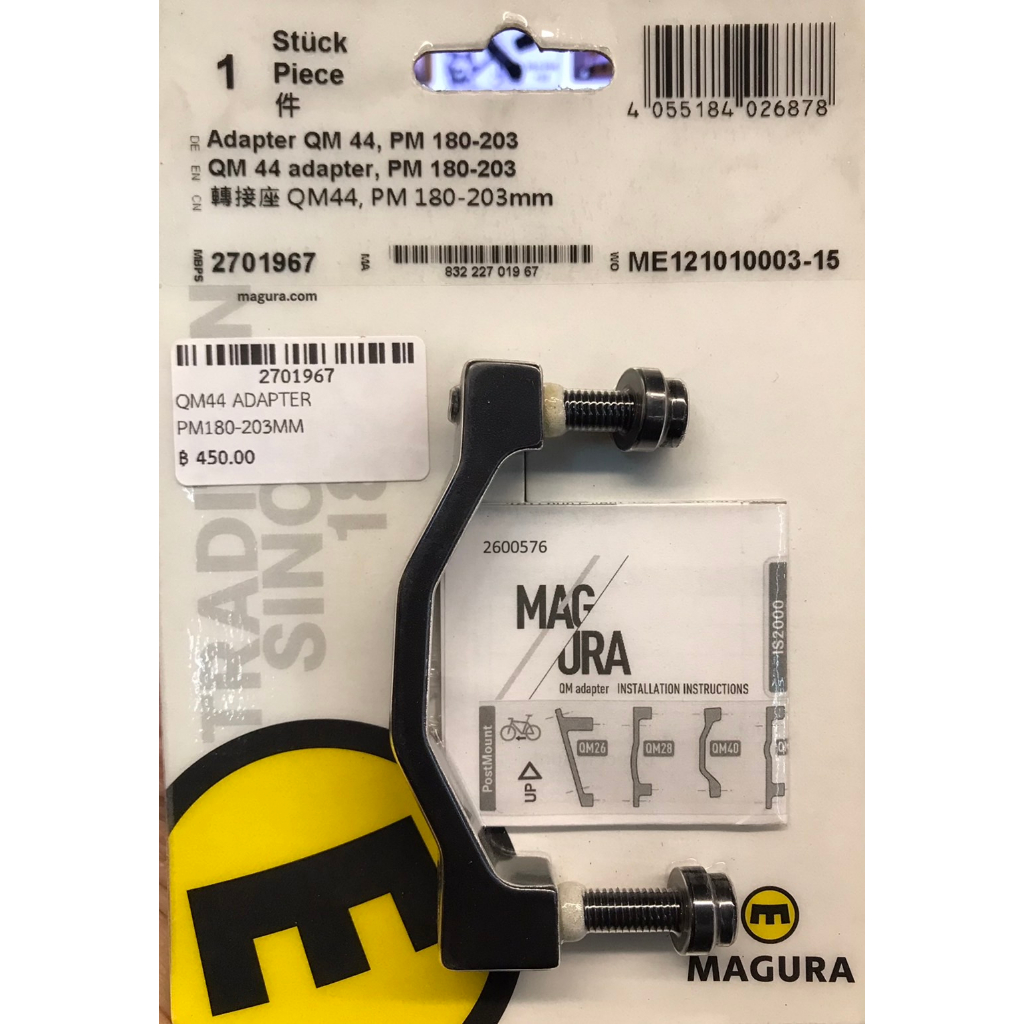 1 Stück
Piece
件
4 055184 026878
DE Adapter QM 44, PM 180-203
EN QM 44 adapter, PM 180-203
CN 轉接座 QM44, PM 180-203mm
MBPS 2701967
MA 832 227 019 67
WO ME121010003-15
magura.com
2701967
QM44 ADAPTER
PM180-203MM
฿ 450.00
2600576
MAG
URA
QM adapter INSTALLATION INSTRUCTIONS
IS2000
PostMount
UP
QM26
QM28
QM40
MAGURA